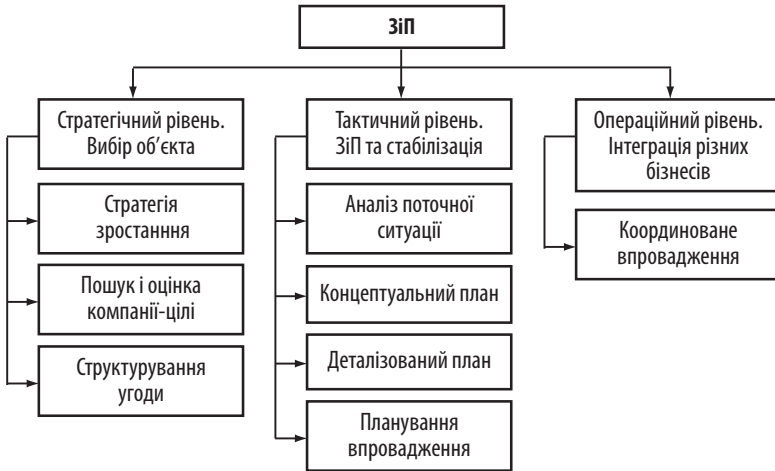 ЗіП
Стратегічний рівень.
Вибір об'єкта
Стратегія
зростанння
Пошук і оцінка
компанії-цілі
Структурування
угоди
Тактичний рівень.
ЗіП та стабілізація
Аналіз поточної
ситуації
Концептуальний план
Деталізований план
Планування
впровадження
Операційний рівень.
Інтеграція різних
бізнесів
Координоване
впровадження